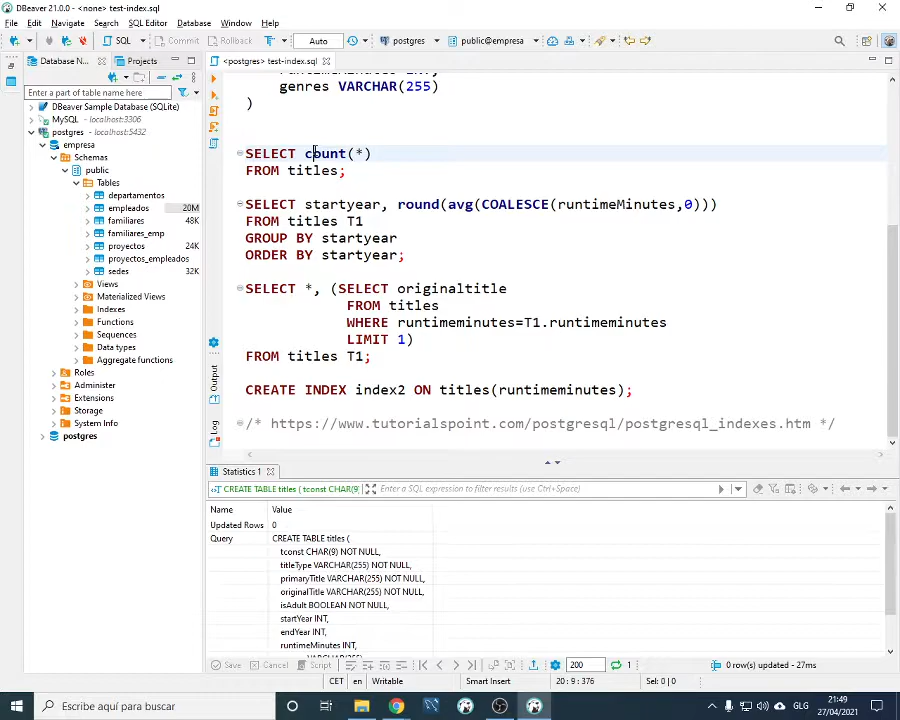 DBeaver 21.0.0 - <none> test-index.sql
File Edit Navigate Search SQL Editor Database Window Help
SQL Commit Rollback Auto postgres public@empresa
Database N... Projects
<postgres> test-index.sql
Enter a part of table name here
DBeaver Sample Database (SQLite)
MySQL - localhost:3306
postgres - localhost:5432
empresa
Schemas
public
Tables
departamentos
empleados 20M
familiares 48K
familiares_emp
proyectos 24K
proyectos_empleados
sedes 32K
Views
Materialized Views
Indexes
Functions
Sequences
Data types
Aggregate functions
Roles
Administer
Extensions
Storage
System Info
postgres
genres VARCHAR(255)
)
SELECT count(*)
FROM titles;
SELECT startyear, round(avg(COALESCE(runtimeMinutes,0)))
FROM titles T1
GROUP BY startyear
ORDER BY startyear;
SELECT *, (SELECT originaltitle
FROM titles
WHERE runtimeminutes=T1.runtimeminutes
LIMIT 1)
FROM titles T1;
CREATE INDEX index2 ON titles(runtimeminutes);
/* https://www.tutorialspoint.com/postgresql/postgresql_indexes.htm */
Output
Log
Statistics 1
CREATE TABLE titles ( tconst CHAR(9) Enter a SQL expression to filter results (use Ctrl+Space)
Name Value
Updated Rows 0
Query CREATE TABLE titles (
tconst CHAR(9) NOT NULL,
titleType VARCHAR(255) NOT NULL,
primaryTitle VARCHAR(255) NOT NULL,
originalTitle VARCHAR(255) NOT NULL,
isAdult BOOLEAN NOT NULL,
startYear INT,
endYear INT,
runtimeMinutes INT,
Save Cancel Script 200 1 0 row(s) updated - 27ms
CET en Writable Smart Insert 20 : 9 : 376 Sel: 0 | 0
Escribe aquí para buscar
GLG
21:49
27/04/2021